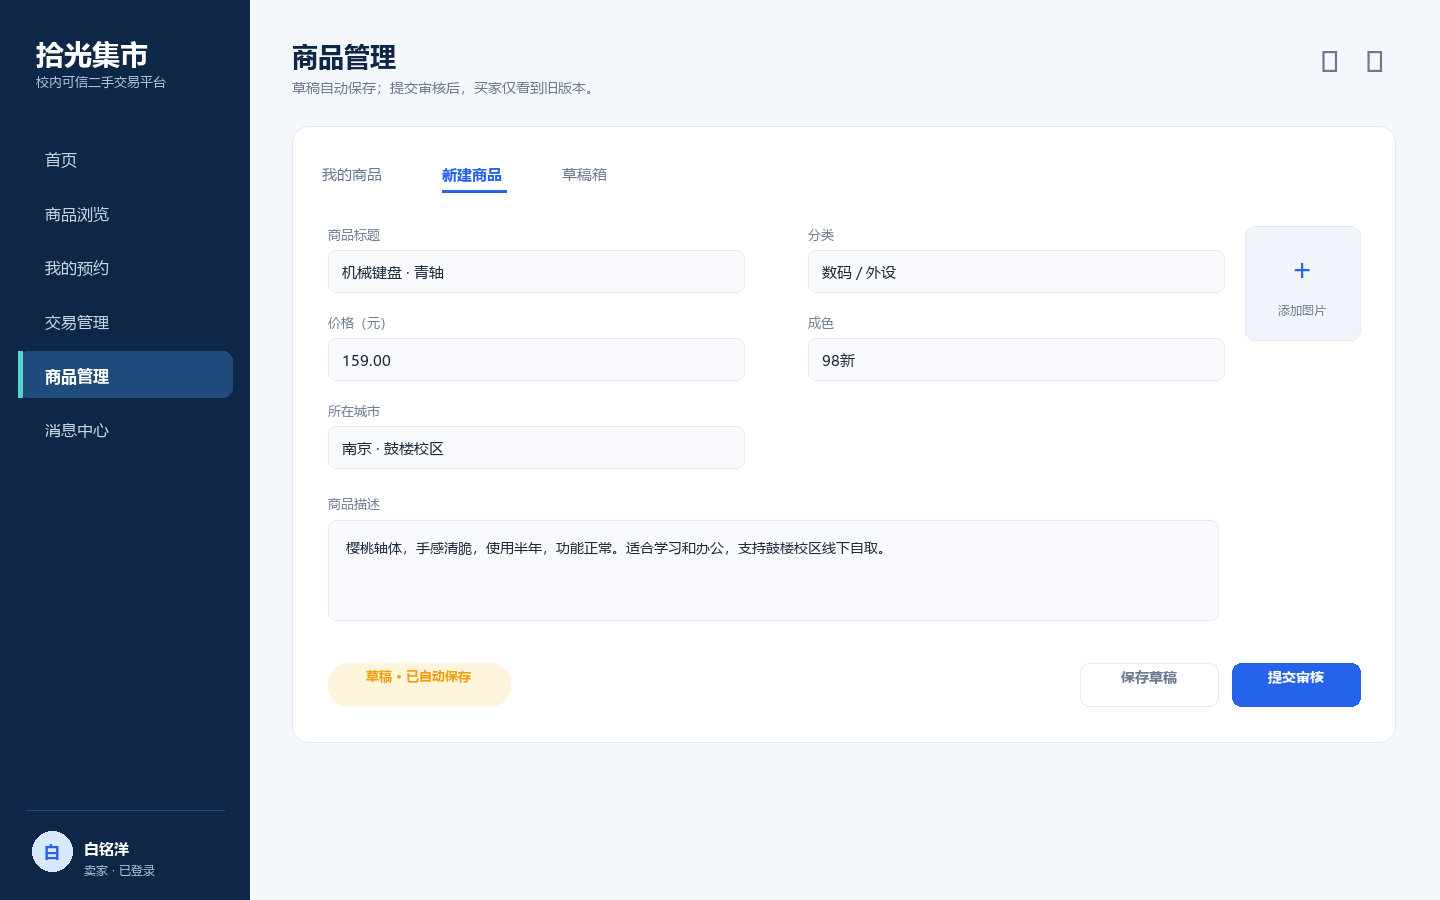 拾光集市
校内可信二手交易平台
首页
商品浏览
我的预约
交易管理
商品管理
消息中心
白
白铭洋
卖家 · 已登录
商品管理
草稿自动保存；提交审核后，买家仅看到旧版本。
我的商品
新建商品
草稿箱
商品标题
机械键盘 · 青轴
分类
数码 / 外设
价格（元）
159.00
成色
98新
所在城市
南京 · 鼓楼校区
+
添加图片
商品描述
樱桃轴体，手感清脆，使用半年，功能正常。适合学习和办公，支持鼓楼校区线下自取。
草稿 • 已自动保存
保存草稿
提交审核